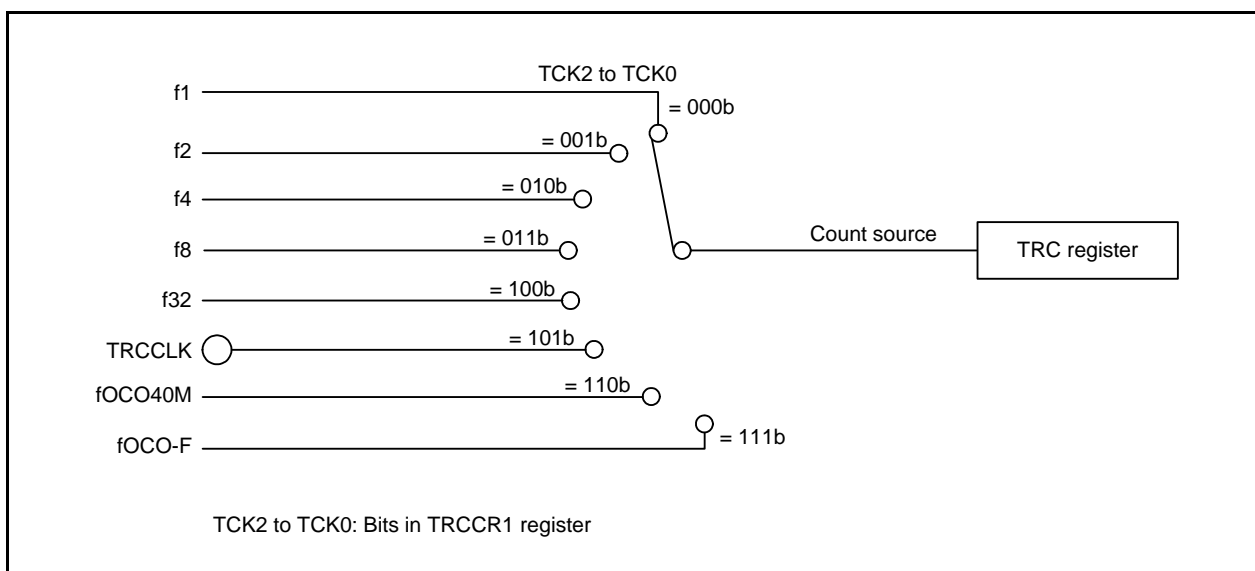 TCK2 to TCK0
f1
= 000b
f2
= 001b
f4
= 010b
f8
= 011b
Count source
TRC register
f32
= 100b
TRCCLK
= 101b
fOCO40M
= 110b
fOCO-F
= 111b
TCK2 to TCK0: Bits in TRCCR1 register